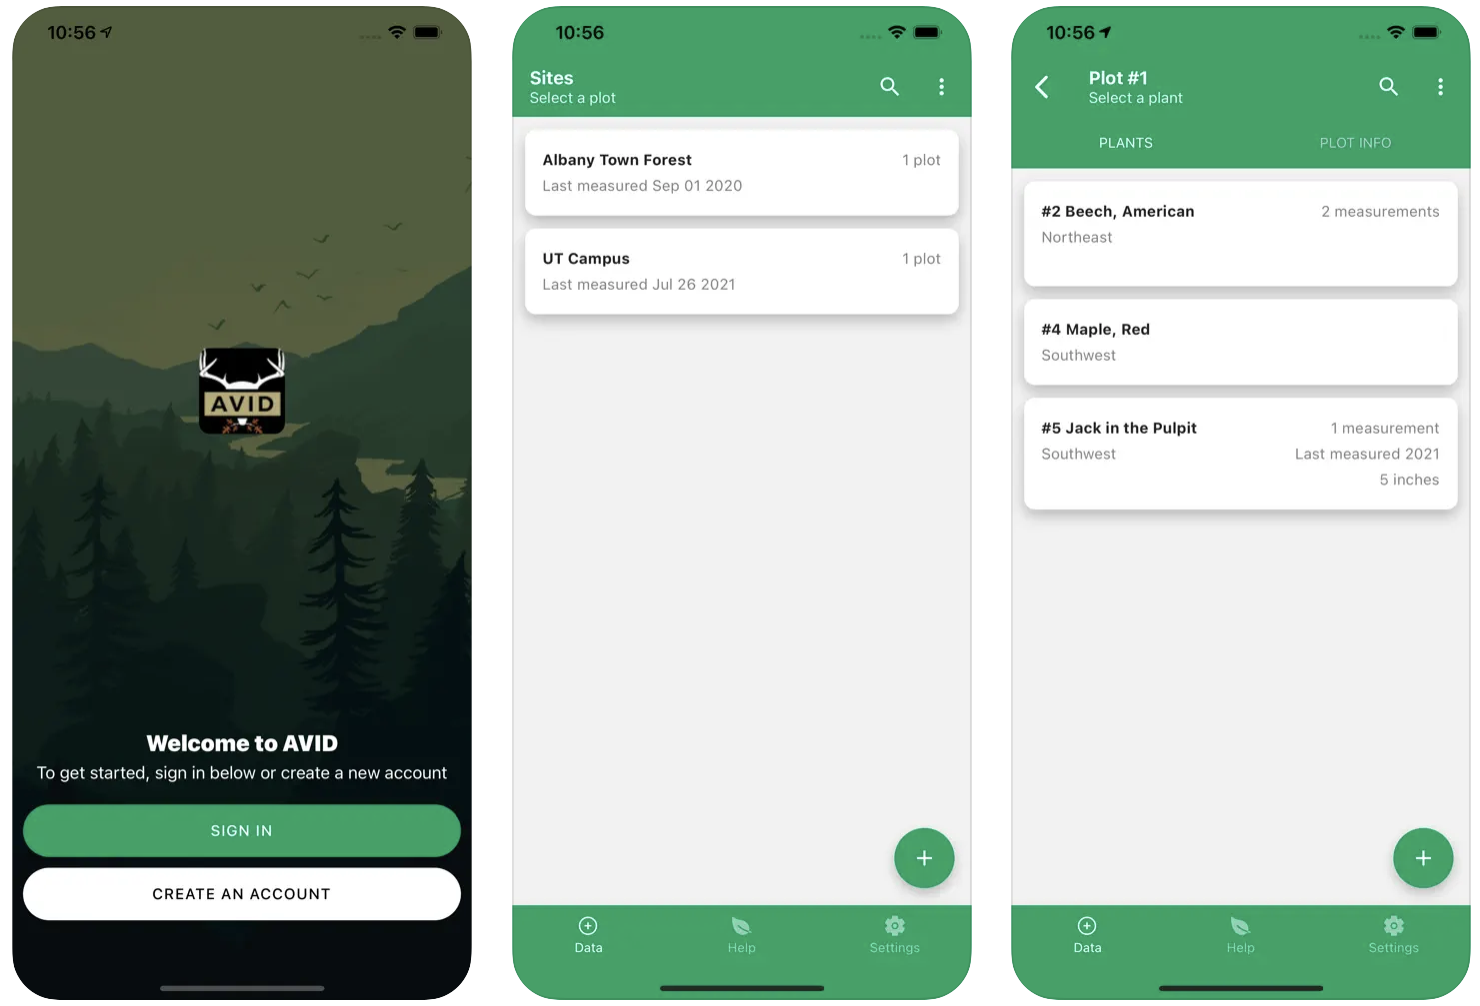 10:56
AVID
Welcome to AVID
To get started, sign in below or create a new account
SIGN IN
CREATE AN ACCOUNT
10:56
Sites
Select a plot
Albany Town Forest 1 plot
Last measured Sep 01 2020
UT Campus 1 plot
Last measured Jul 26 2021
+
Data Help Settings
10:56
Plot #1
Select a plant
PLANTS PLOT INFO
#2 Beech, American 2 measurements
Northeast
#4 Maple, Red
Southwest
#5 Jack in the Pulpit 1 measurement
Southwest Last measured 2021
5 inches
+
Data Help Settings